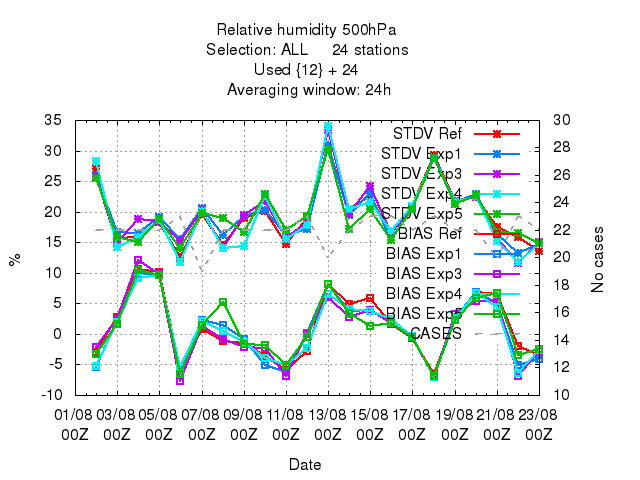 Relative humidity 500hPa
Selection: ALL 24 stations
Used {12} + 24
Averaging window: 24h
35 30
30 28
25 26
20 24
15 22
10 20
5 18
0 16
-5 14
-10 12
10
%
No cases
STDV Ref
STDV Exp1
STDV Exp3
STDV Exp4
STDV Exp5
BIAS Ref
BIAS Exp1
BIAS Exp3
BIAS Exp4
BIAS Exp5
CASES
01/08 03/08 05/08 07/08 09/08 11/08 13/08 15/08 17/08 19/08 21/08 23/08
00Z 00Z 00Z 00Z 00Z 00Z 00Z 00Z 00Z 00Z 00Z 00Z
Date